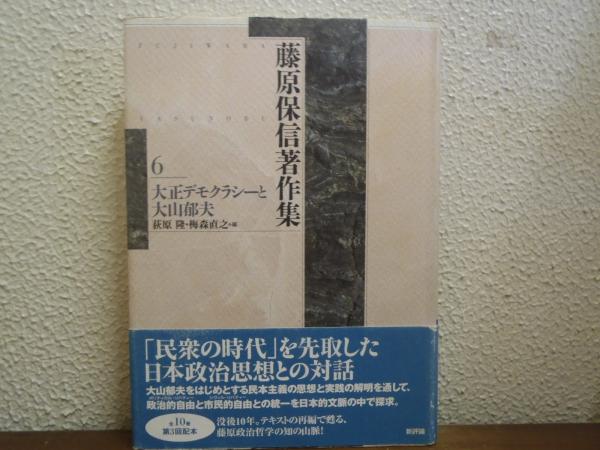 FUJIWARA
YASUNOBU
藤原保信著作集
6
大正デモクラシーと
大山郁夫
荻原 隆・梅森直之・編
「民衆の時代」を先取した
日本政治思想との対話
大山郁夫をはじめとする民本主義の思想と実践の解明を通して、
政治的自由と市民的自由との統一を日本的文脈の中で探求。
全10巻
第3回配本
没後10年。テキストの再編で甦る、
藤原政治哲学の知の山脈!
新評論